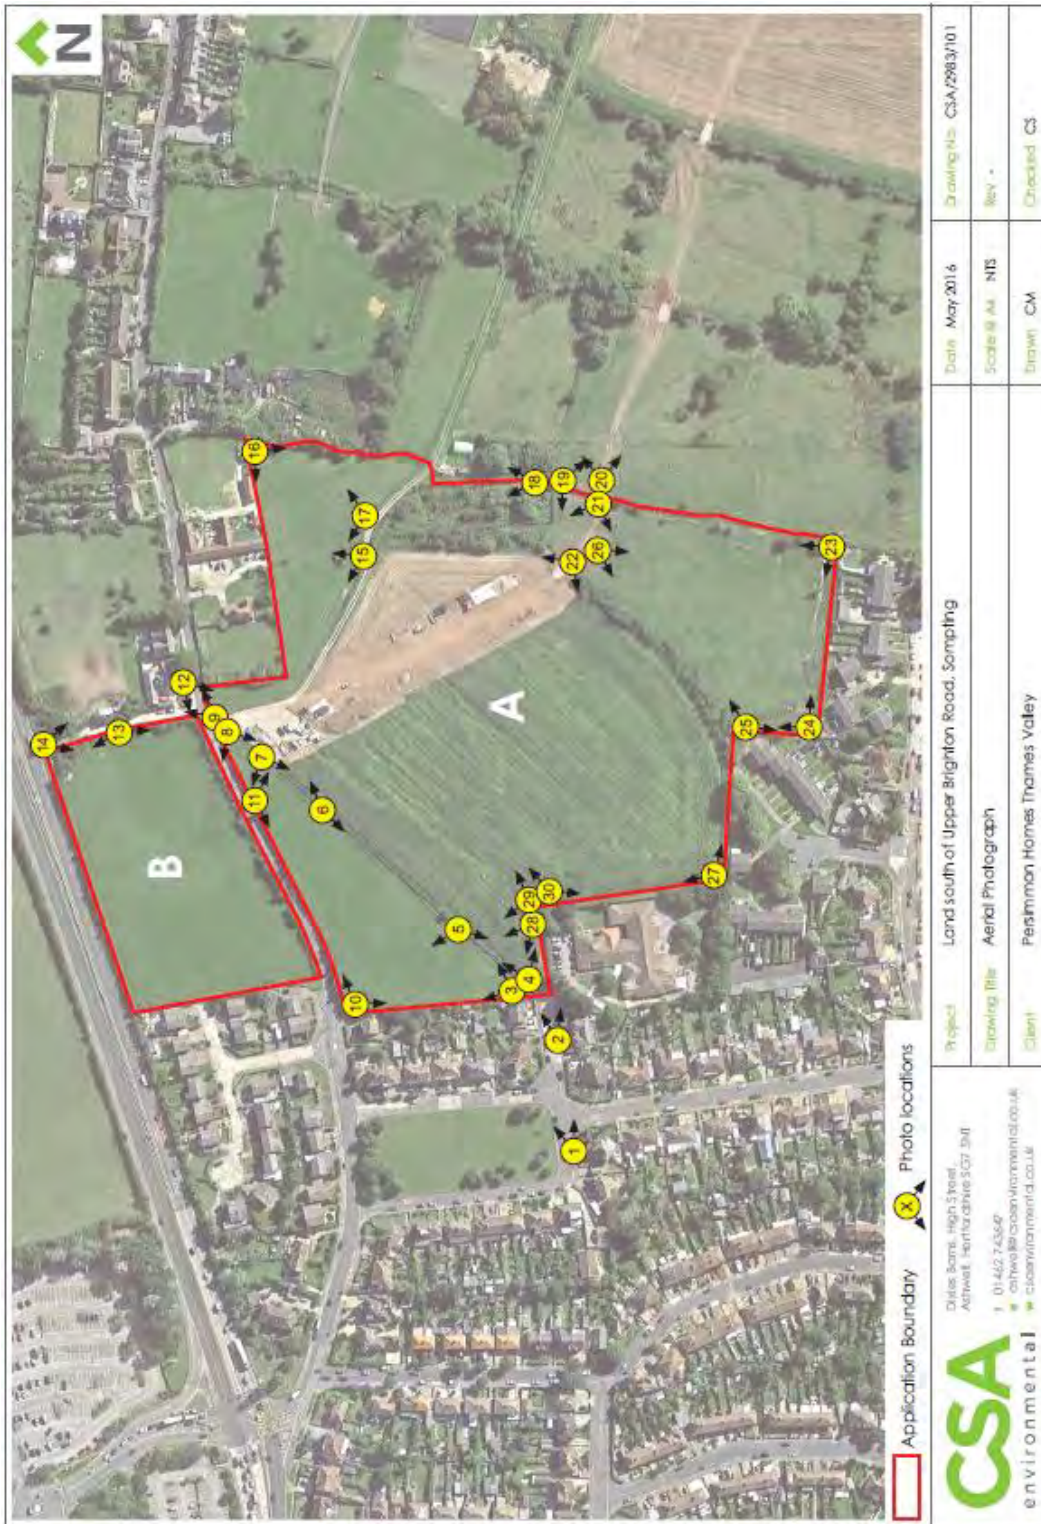 N
B
A
1
2
3
4
5
6
7
8
9
10
11
12
13
14
15
16
17
18
19
20
21
22
23
24
25
26
27
28
29
30
Application Boundary
X Photo locations
CSA
environmental
Dixies Barns, High Street,
Ashwell, Hertfordshire SG7 5NT
t 01462 743647
e ashwell@csaenvironmental.co.uk
w csaenvironmental.co.uk
Project Land south of Upper Brighton Road, Sompting
Drawing Title Aerial Photograph
Client Persimmon Homes Thames Valley
Date May 2016
Scale @ A4 NTS
Drawn CM
Drawing No. CSA/2983/101
Rev -
Checked CS